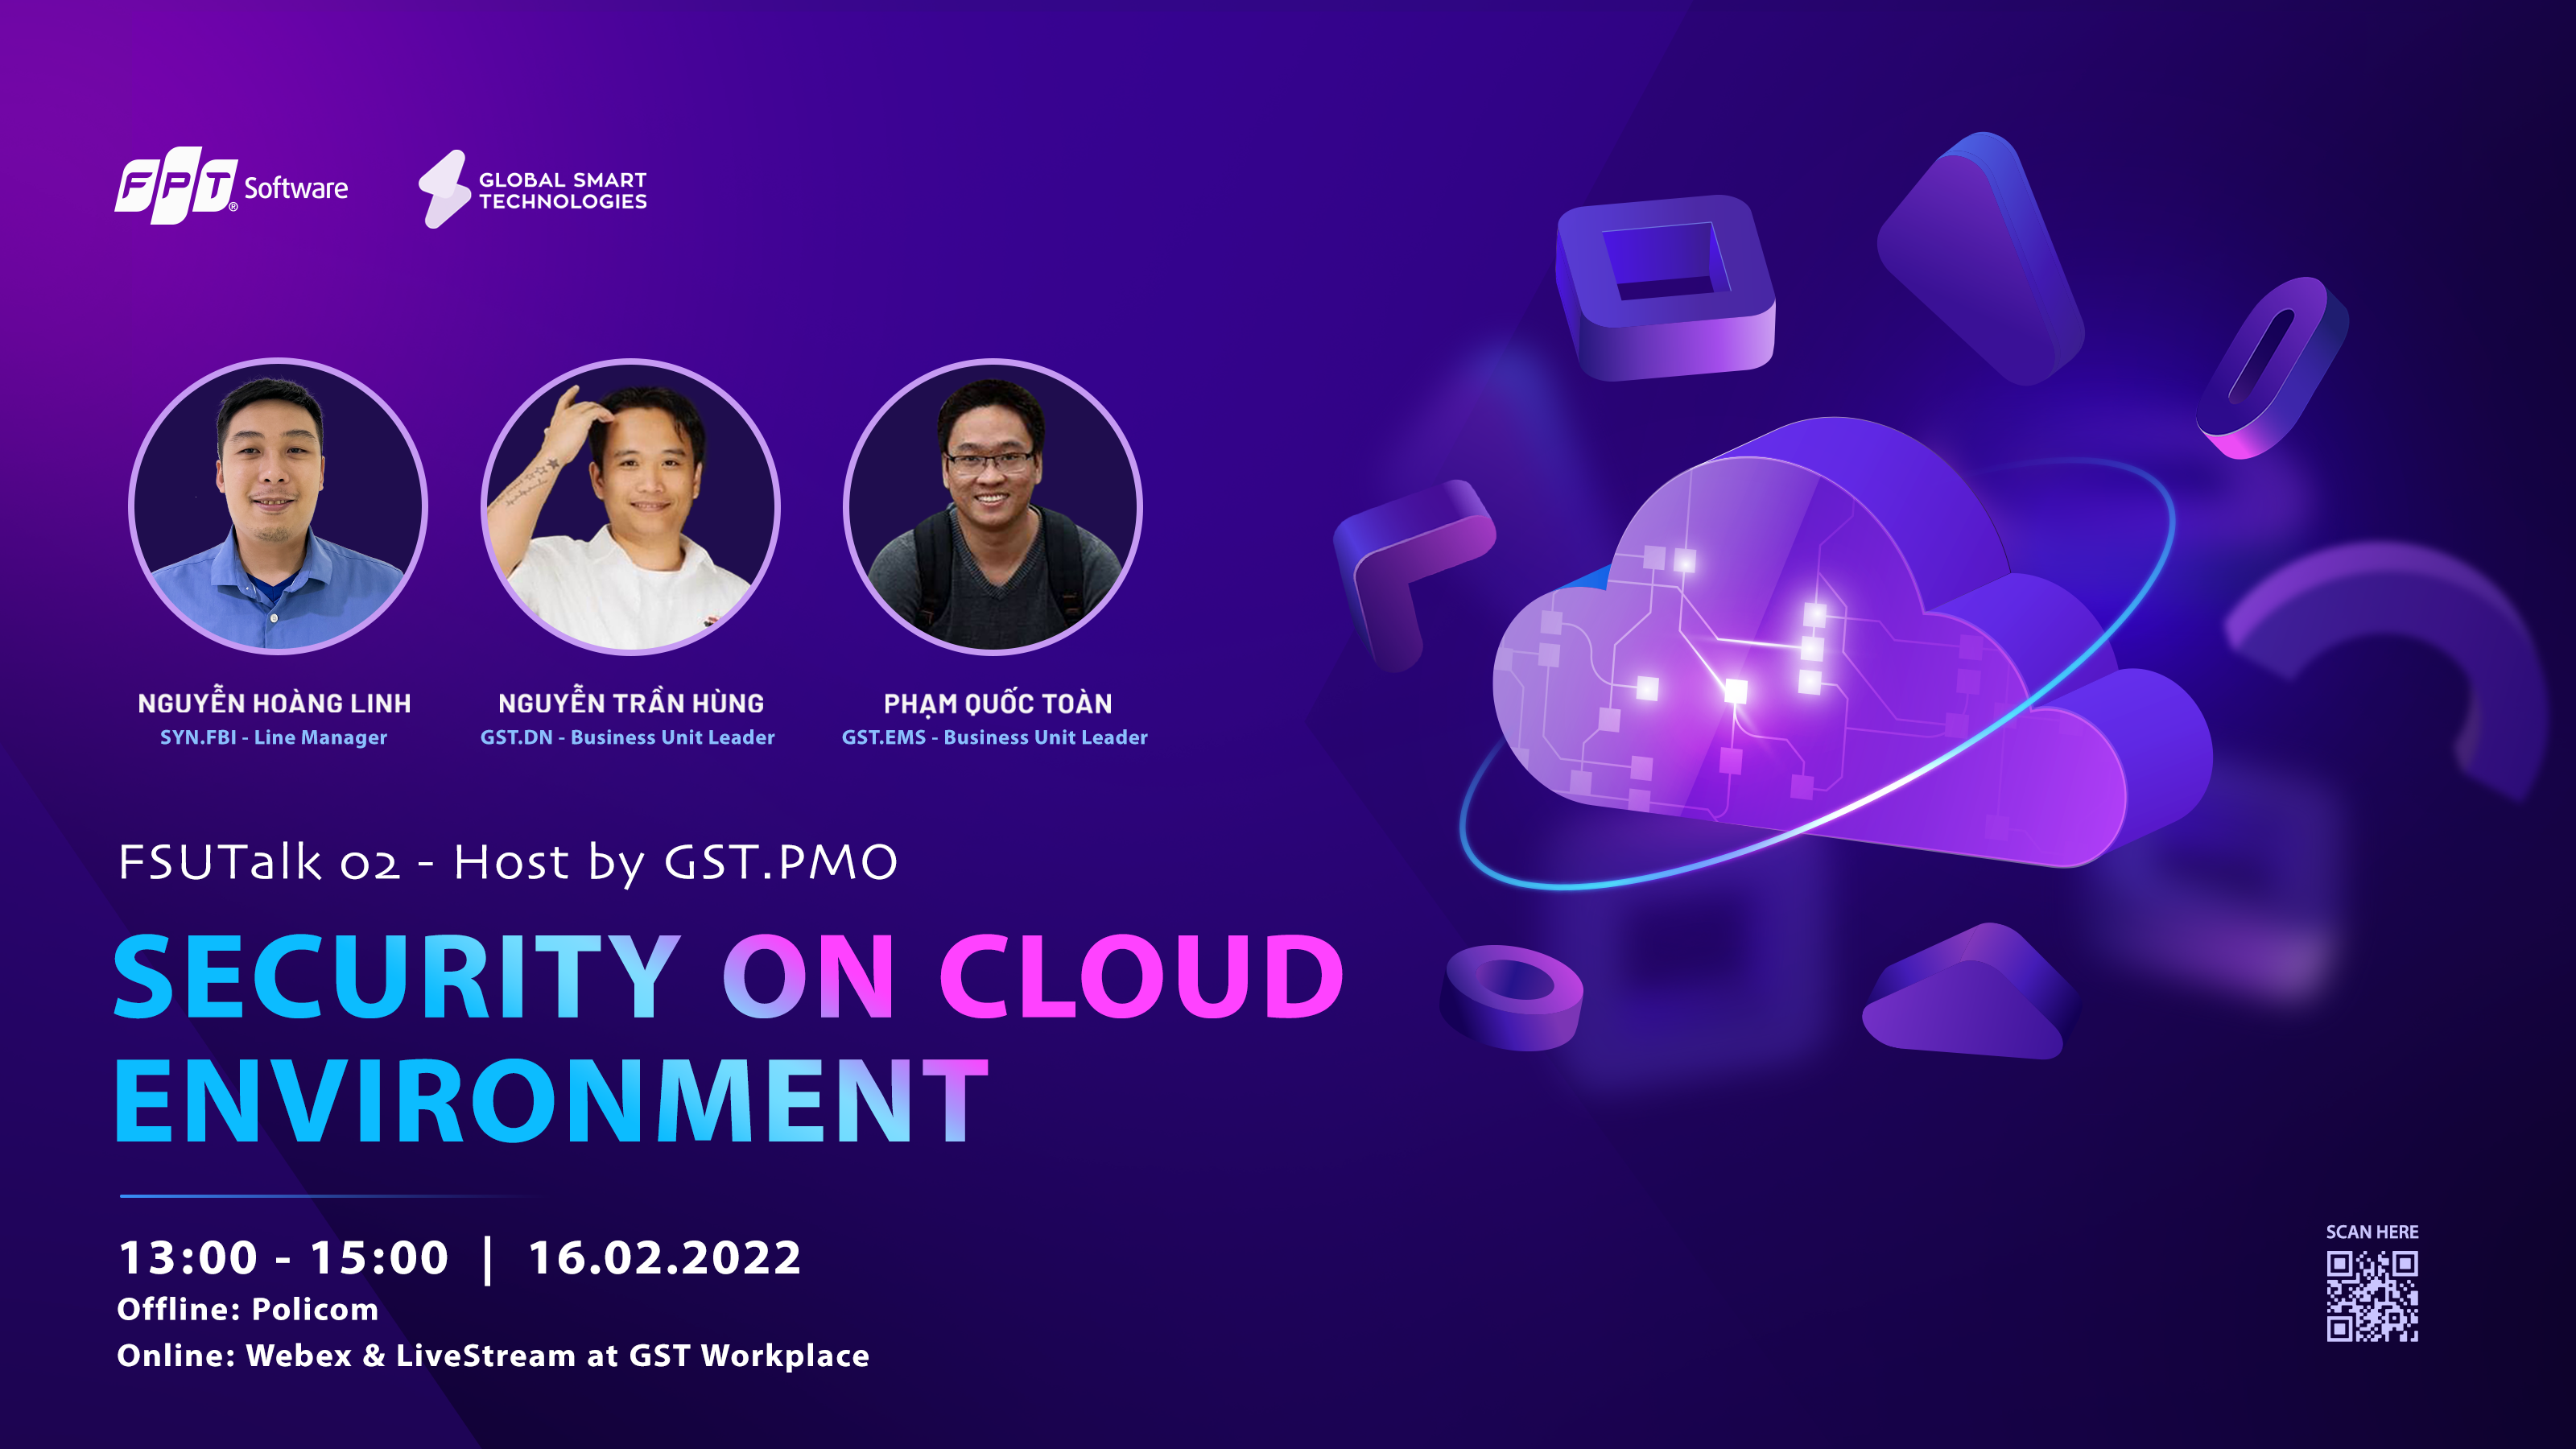 FPT Software
GLOBAL SMART
TECHNOLOGIES
NGUYỄN HOÀNG LINH
SYN.FBI - Line Manager
NGUYỄN TRẦN HÙNG
GST.DN - Business Unit Leader
PHẠM QUỐC TOÀN
GST.EMS - Business Unit Leader
FSUTalk 02 - Host by GST.PMO
SECURITY ON CLOUD
ENVIRONMENT
13:00 - 15:00 | 16.02.2022
Offline: Policom
Online: Webex & LiveStream at GST Workplace
SCAN HERE